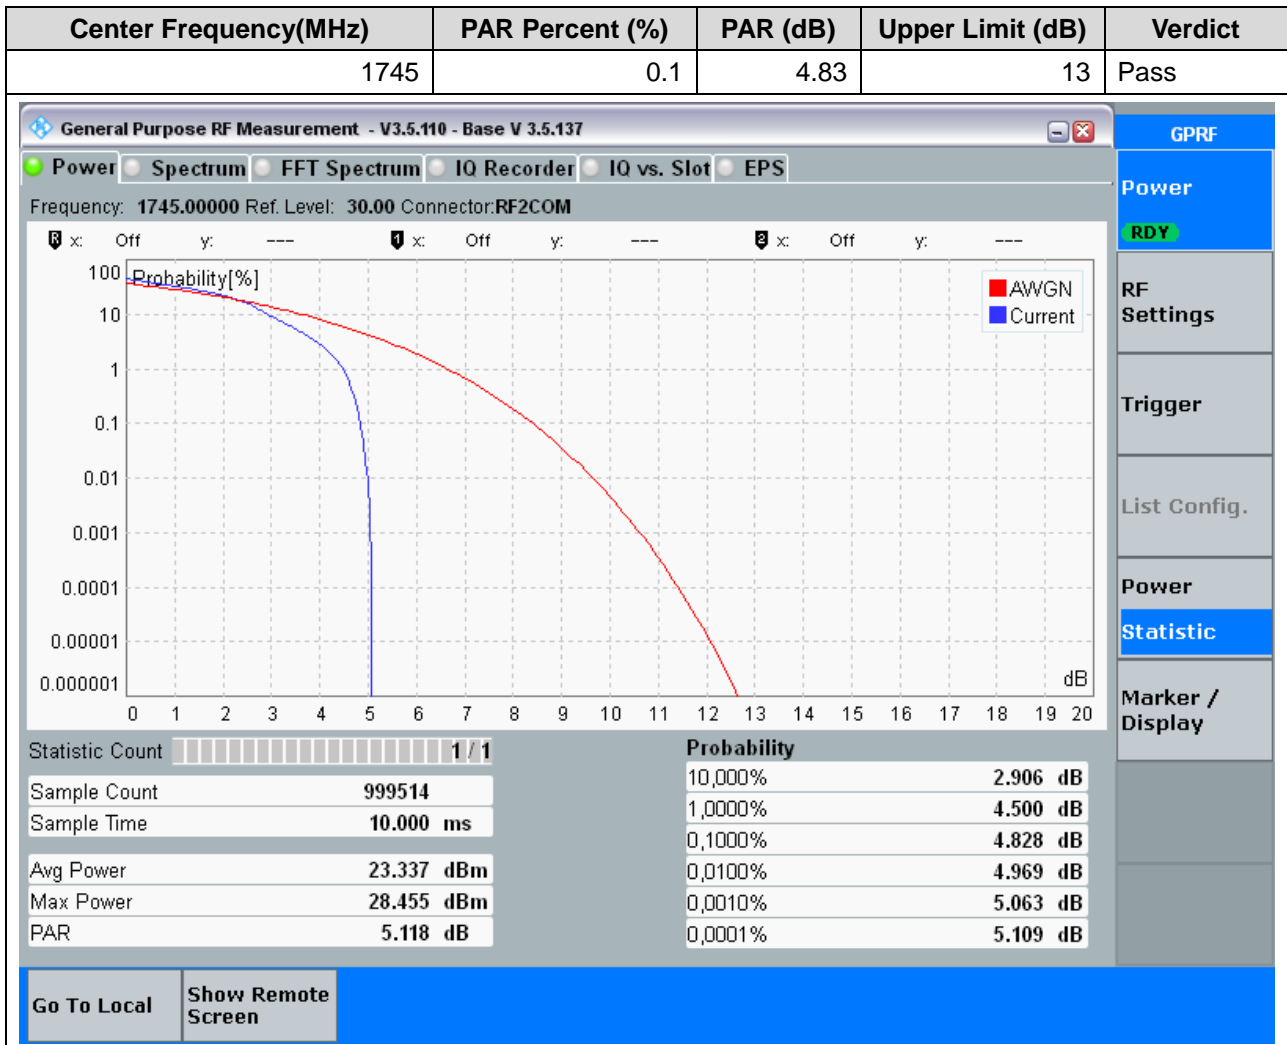 Center Frequency(MHz) PAR Percent (%) PAR (dB) Upper Limit (dB) Verdict
1745 0.1 4.83 13 Pass
General Purpose RF Measurement - V3.5.110 - Base V 3.5.137
Power Spectrum FFT Spectrum IQ Recorder IQ vs. Slot EPS
Frequency: 1745.00000 Ref. Level: 30.00 Connector:RF2COM
R x: Off y: --- 1 x: Off y: --- 2 x: Off y: ---
Probability[%]
AWGN
Current
100
10
1
0.1
0.01
0.001
0.0001
0.00001
0.000001
dB
0 1 2 3 4 5 6 7 8 9 10 11 12 13 14 15 16 17 18 19 20
Statistic Count 1 / 1
Sample Count 999514
Sample Time 10.000 ms
Avg Power 23.337 dBm
Max Power 28.455 dBm
PAR 5.118 dB
Probability
10,000% 2.906 dB
1,0000% 4.500 dB
0,1000% 4.828 dB
0,0100% 4.969 dB
0,0010% 5.063 dB
0,0001% 5.109 dB
GPRF
Power
RDY
RF
Settings
Trigger
List Config.
Power
Statistic
Marker /
Display
Go To Local
Show Remote
Screen